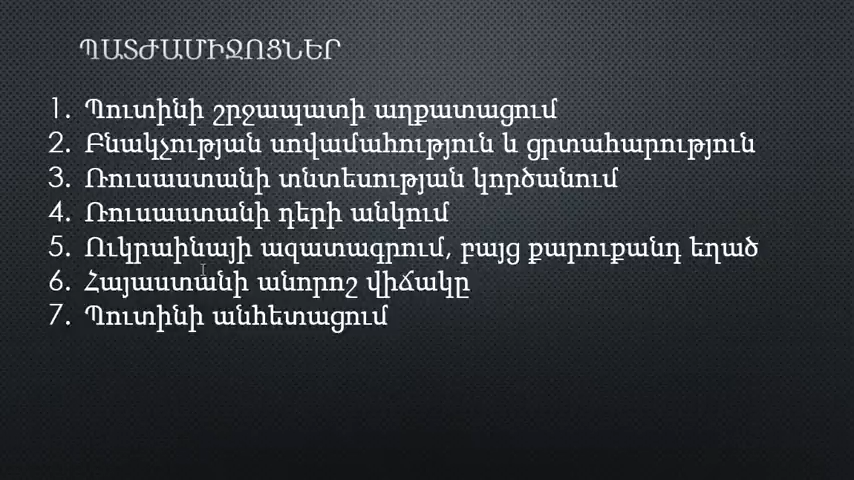 ՊԱՏԺԱՄԻՋՈՑՆԵՐ
1. Պուտինի շրջապատի աղքատացում
2. Բնակչության սովամահություն և ցրտահարություն
3. Ռուսաստանի տնտեսության կործանում
4. Ռուսաստանի դերի անկում
5. Ուկրաինայի ազատագրում, բայց քարուքանդ եղած
6. Հայաստանի անորոշ վիճակը
7. Պուտինի անհետացում